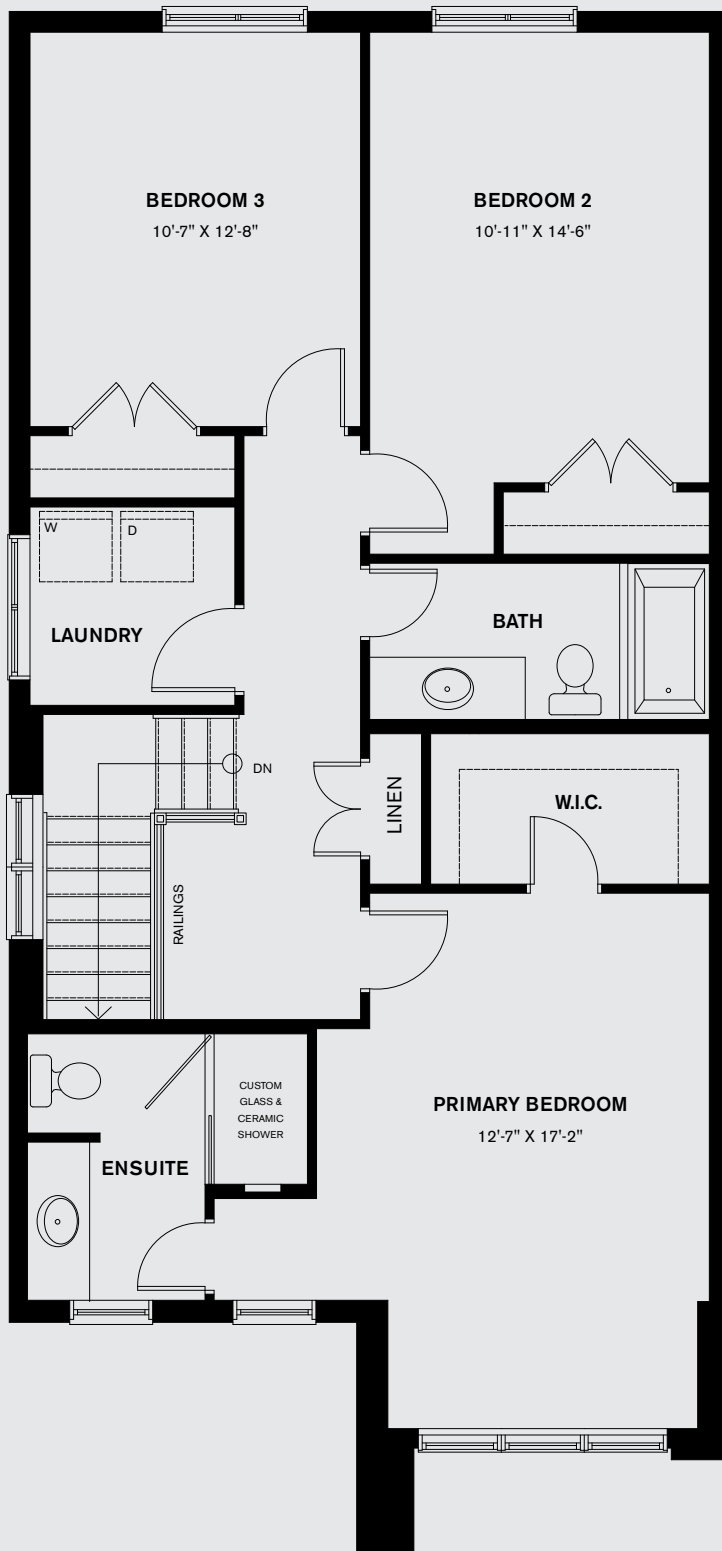 BEDROOM 3
10'-7" X 12'-8"
BEDROOM 2
10'-11" X 14'-6"
W
D
LAUNDRY
BATH
DN
LINEN
W.I.C.
RAILINGS
CUSTOM
GLASS &
CERAMIC
SHOWER
PRIMARY BEDROOM
12'-7" X 17'-2"
ENSUITE